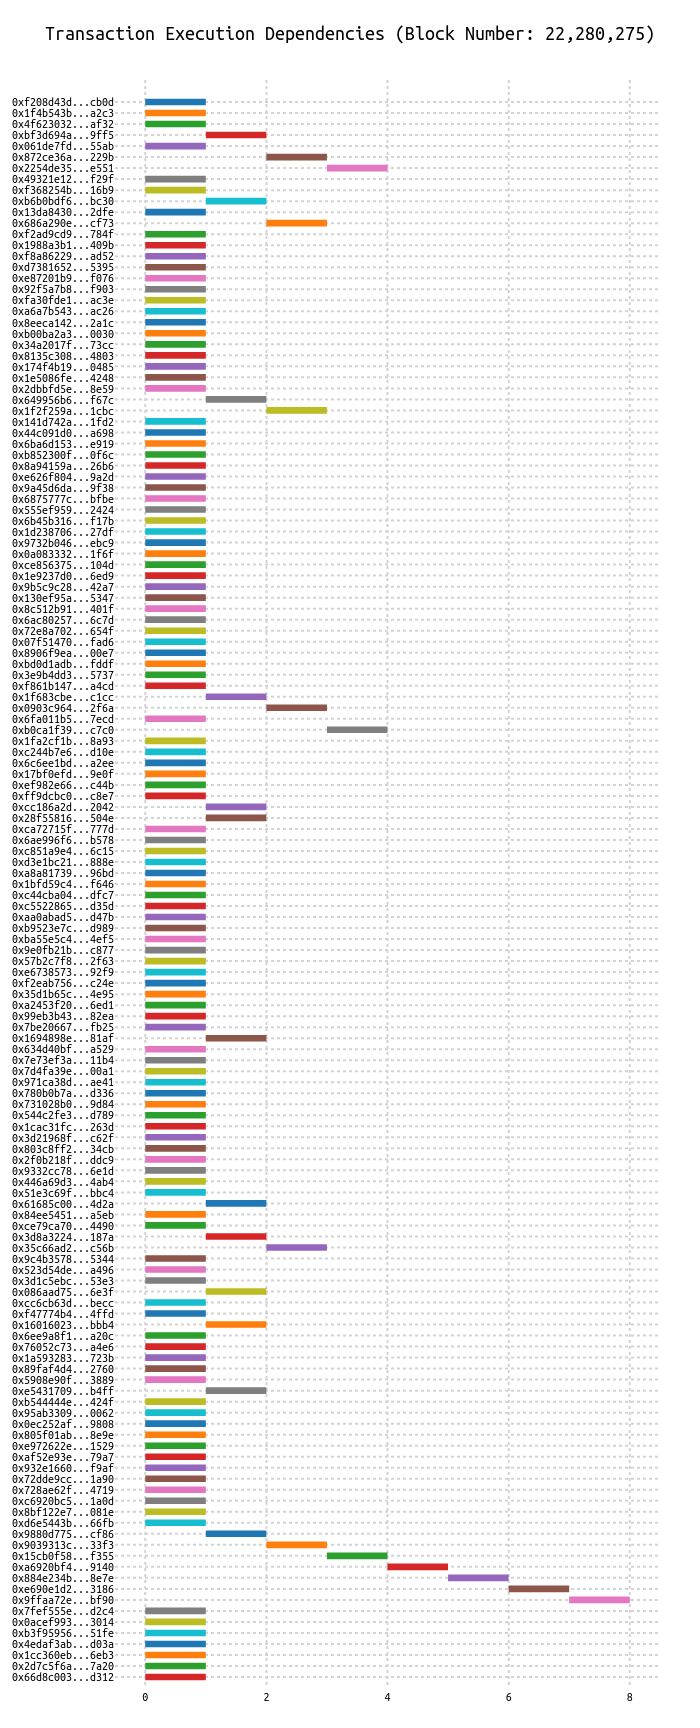 Transaction Execution Dependencies (Block Number: 22,280,275)
0xf208d43d...cb0d
0x1f4b543b...a2c3
0x4f623032...af32
0xbf3d694a...9ff5
0x061de7fd...55ab
0x872ce36a...229b
0x2254de35...e551
0x49321e12...f29f
0xf368254b...16b9
0xb6b0bdf6...bc30
0x13da8430...2dfe
0x686a290e...cf73
0xf2ad9cd9...784f
0x1988a3b1...409b
0xf8a86229...ad52
0xd7381652...5395
0xe87201b9...f076
0x92f5a7b8...f903
0xfa30fde1...ac3e
0xa6a7b543...ac26
0x8eeca142...2a1c
0xb00ba2a3...0030
0x34a2017f...73cc
0x8135c308...4803
0x174f4b19...0485
0x1e5086fe...4248
0x2dbbfd5e...8e59
0x649956b6...f67c
0x1f2f259a...1cbc
0x141d742a...1fd2
0x44c091d0...a698
0x6ba6d153...e919
0xb852300f...0f6c
0x8a94159a...26b6
0xe626f804...9a2d
0x9a45d6da...9f38
0x6875777c...bfbe
0x555ef959...2424
0x6b45b316...f17b
0x1d238706...27df
0x9732b046...ebc9
0x0a083332...1f6f
0xce856375...104d
0x1e9237d0...6ed9
0x9b5c9c28...42a7
0x130ef95a...5347
0x8c512b91...401f
0x6ac80257...6c7d
0x72e8a702...654f
0x07f51470...fad6
0x8906f9ea...00e7
0xbd0d1adb...fddf
0x3e9b4dd3...5737
0xf861b147...a4cd
0x1f683cbe...c1cc
0x0903c964...2f6a
0x6fa011b5...7ecd
0xb0ca1f39...c7c0
0x1fa2cf1b...8a93
0xc244b7e6...d10e
0x6c6ee1bd...a2ee
0x17bf0efd...9e0f
0xef982e66...c44b
0xff9dcbc0...c8e7
0xcc186a2d...2042
0x28f55816...504e
0xca72715f...777d
0x6ae996f6...b578
0xc851a9e4...6c15
0xd3e1bc21...888e
0xa8a81739...96bd
0x1bfd59c4...f646
0xc44cba04...dfc7
0xc5522865...d35d
0xaa0abad5...d47b
0xb9523e7c...d989
0xba55e5c4...4ef5
0x9e0fb21b...c877
0x57b2c7f8...2f63
0xe6738573...92f9
0xf2eab756...c24e
0x35d1b65c...4e95
0xa2453f20...6ed1
0x99eb3b43...82ea
0x7be20667...fb25
0x1694898e...81af
0x634d40bf...a529
0x7e73ef3a...11b4
0x7d4fa39e...00a1
0x971ca38d...ae41
0x780b0b7a...d336
0x731028b0...9d84
0x544c2fe3...d789
0x1cac31fc...263d
0x3d21968f...c62f
0x803c8ff2...34cb
0x2f0b218f...ddc9
0x9332cc78...6e1d
0x446a69d3...4ab4
0x51e3c69f...bbc4
0x61685c00...4d2a
0x84ee5451...a5eb
0xce79ca70...4490
0x3d8a3224...187a
0x35c66ad2...c56b
0x9c4b3578...5344
0x523d54de...a496
0x3d1c5ebc...53e3
0x086aad75...6e3f
0xcc6cb63d...becc
0xf47774b4...4ffd
0x16016023...bbb4
0x6ee9a8f1...a20c
0x76052c73...a4e6
0x1a593283...723b
0x89faf4d4...2760
0x5908e90f...3889
0xe5431709...b4ff
0xb544444e...424f
0x95ab3309...0062
0x0ec252af...9808
0x805f01ab...8e9e
0xe972622e...1529
0xaf52e93e...79a7
0x932e1660...f9af
0x72dde9cc...1a90
0x728ae62f...4719
0xc6920bc5...1a0d
0x8bf122e7...081e
0xd6e5443b...66fb
0x9880d775...cf86
0x9039313c...33f3
0x15cb0f58...f355
0xa6920bf4...9140
0x884e234b...8e7e
0xe690e1d2...3186
0x9ffaa72e...bf90
0x7fef555e...d2c4
0x0acef993...3014
0xb3f95956...51fe
0x4edaf3ab...d03a
0x1cc360eb...6eb3
0x2d7c5f6a...7a20
0x66d8c003...d312
0 2 4 6 8